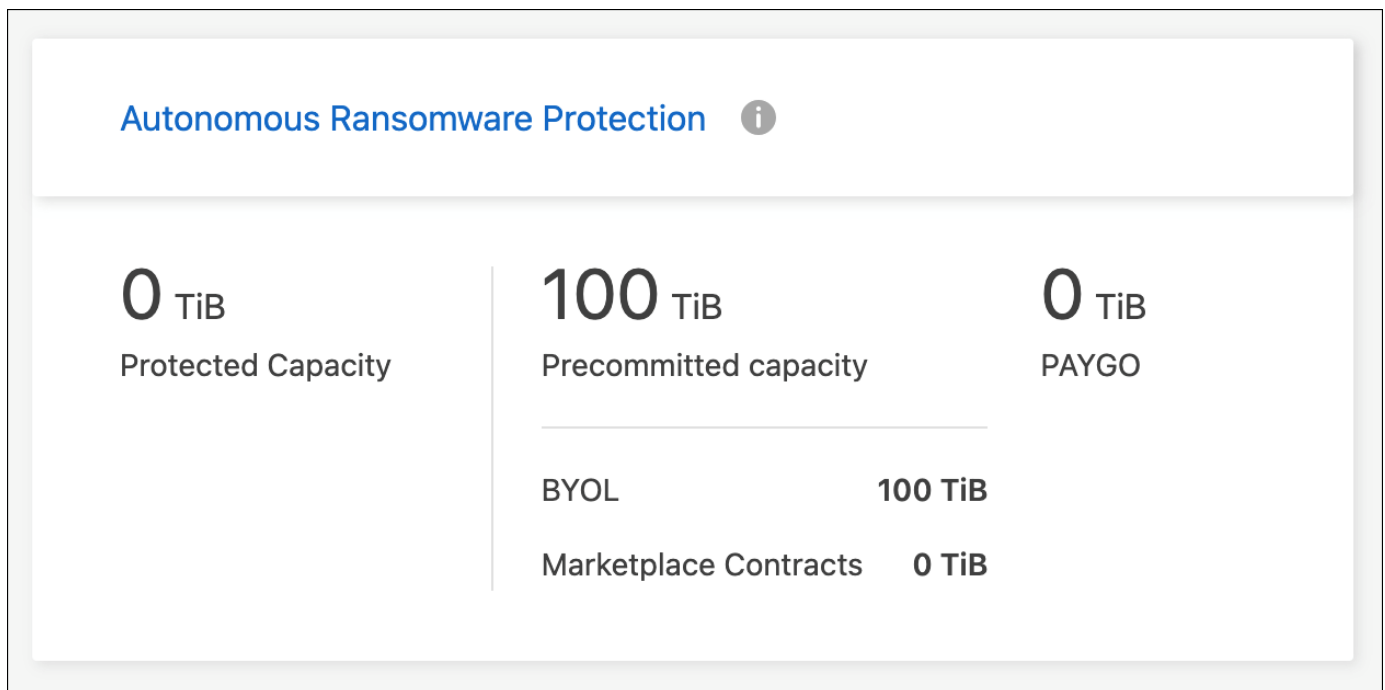 Autonomous Ransomware Protection
0 TiB
Protected Capacity
100 TiB
Precommitted capacity
BYOL 100 TiB
Marketplace Contracts 0 TiB
0 TiB
PAYGO